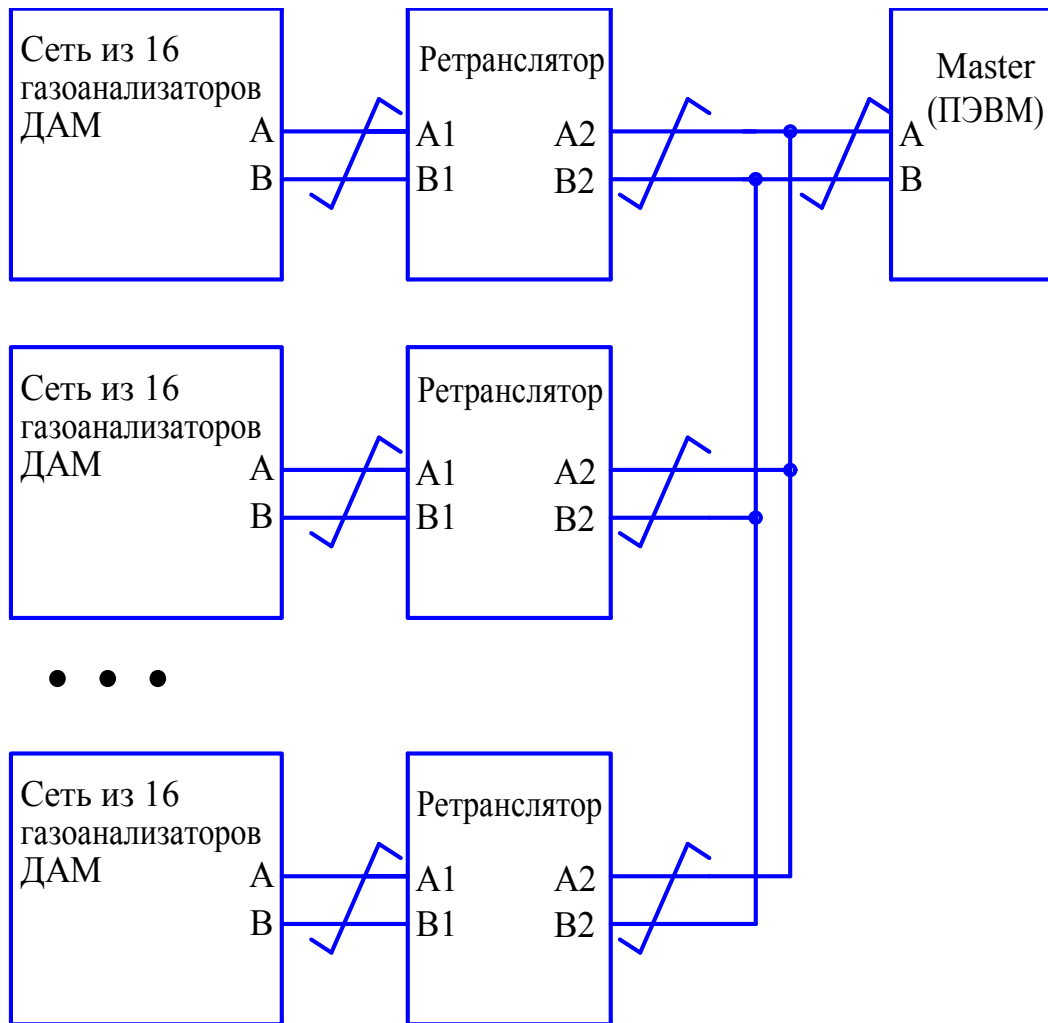 Сеть из 16
газоанализаторов
ДАМ
A
B
Ретранслятор
A1
B1
A2
B2
Master
(ПЭВМ)
A
B
Сеть из 16
газоанализаторов
ДАМ
A
B
Ретранслятор
A1
B1
A2
B2
Сеть из 16
газоанализаторов
ДАМ
A
B
Ретранслятор
A1
B1
A2
B2